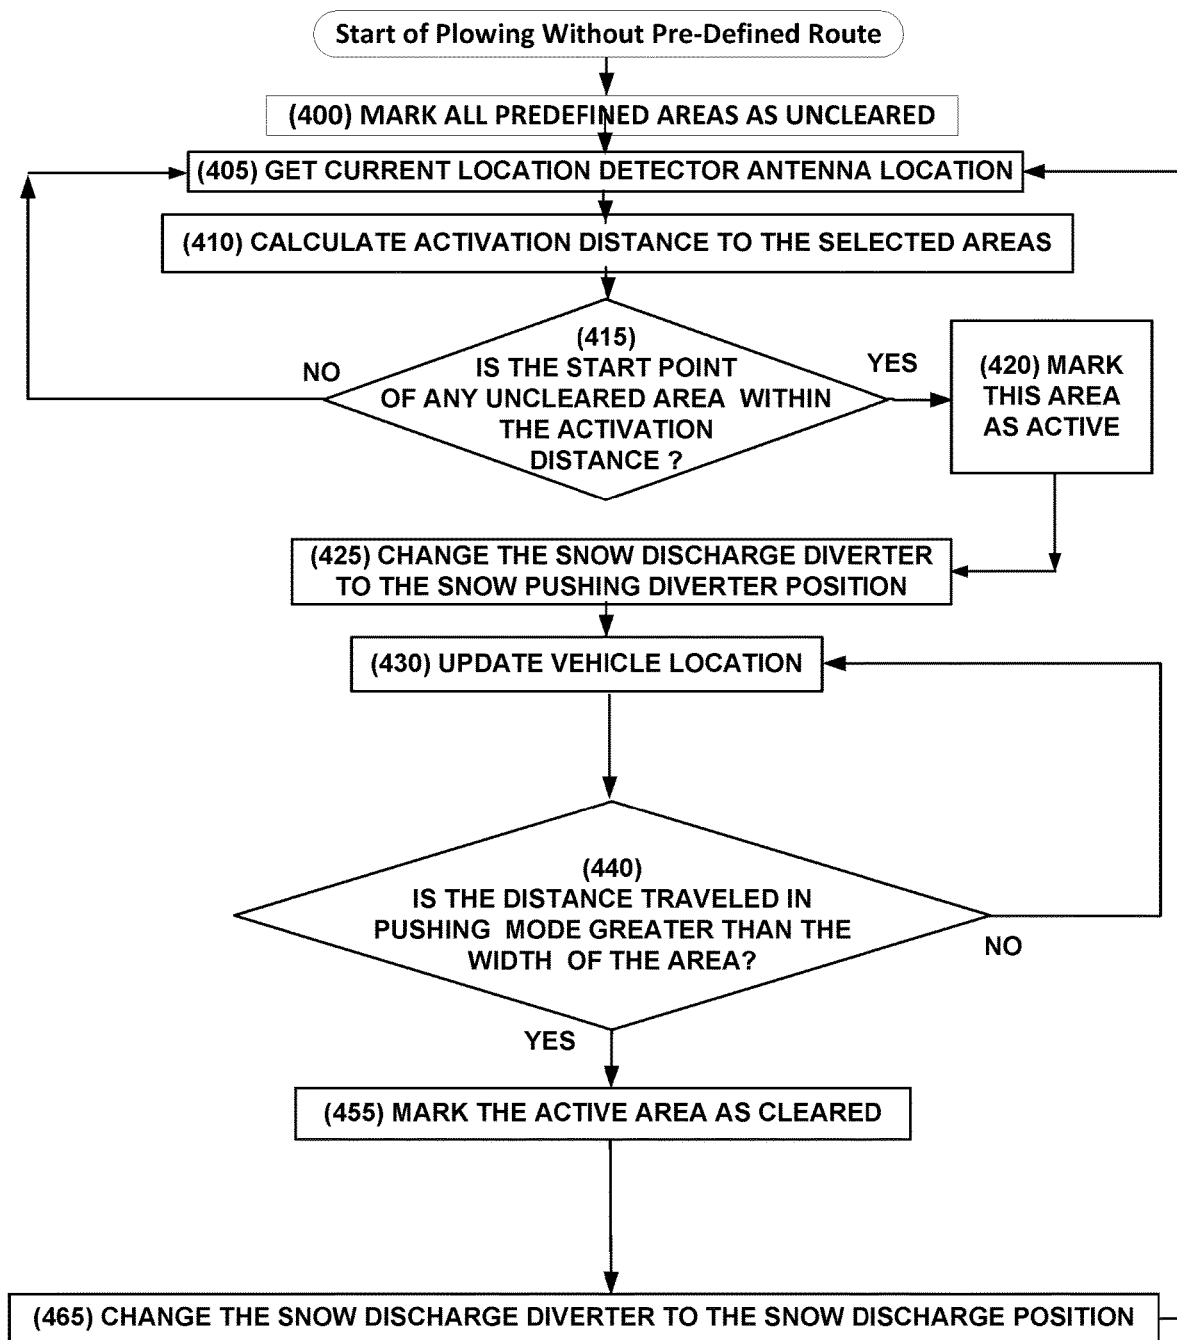 Start of Plowing Without Pre-Defined Route
(400) MARK ALL PREDEFINED AREAS AS UNCLEARED
(405) GET CURRENT LOCATION DETECTOR ANTENNA LOCATION
(410) CALCULATE ACTIVATION DISTANCE TO THE SELECTED AREAS
(415)
IS THE START POINT
OF ANY UNCLEARED AREA WITHIN
THE ACTIVATION
DISTANCE ?
NO
YES
(420) MARK
THIS AREA
AS ACTIVE
(425) CHANGE THE SNOW DISCHARGE DIVERTER
TO THE SNOW PUSHING DIVERTER POSITION
(430) UPDATE VEHICLE LOCATION
(440)
IS THE DISTANCE TRAVELED IN
PUSHING MODE GREATER THAN THE
WIDTH OF THE AREA?
NO
YES
(455) MARK THE ACTIVE AREA AS CLEARED
(465) CHANGE THE SNOW DISCHARGE DIVERTER TO THE SNOW DISCHARGE POSITION